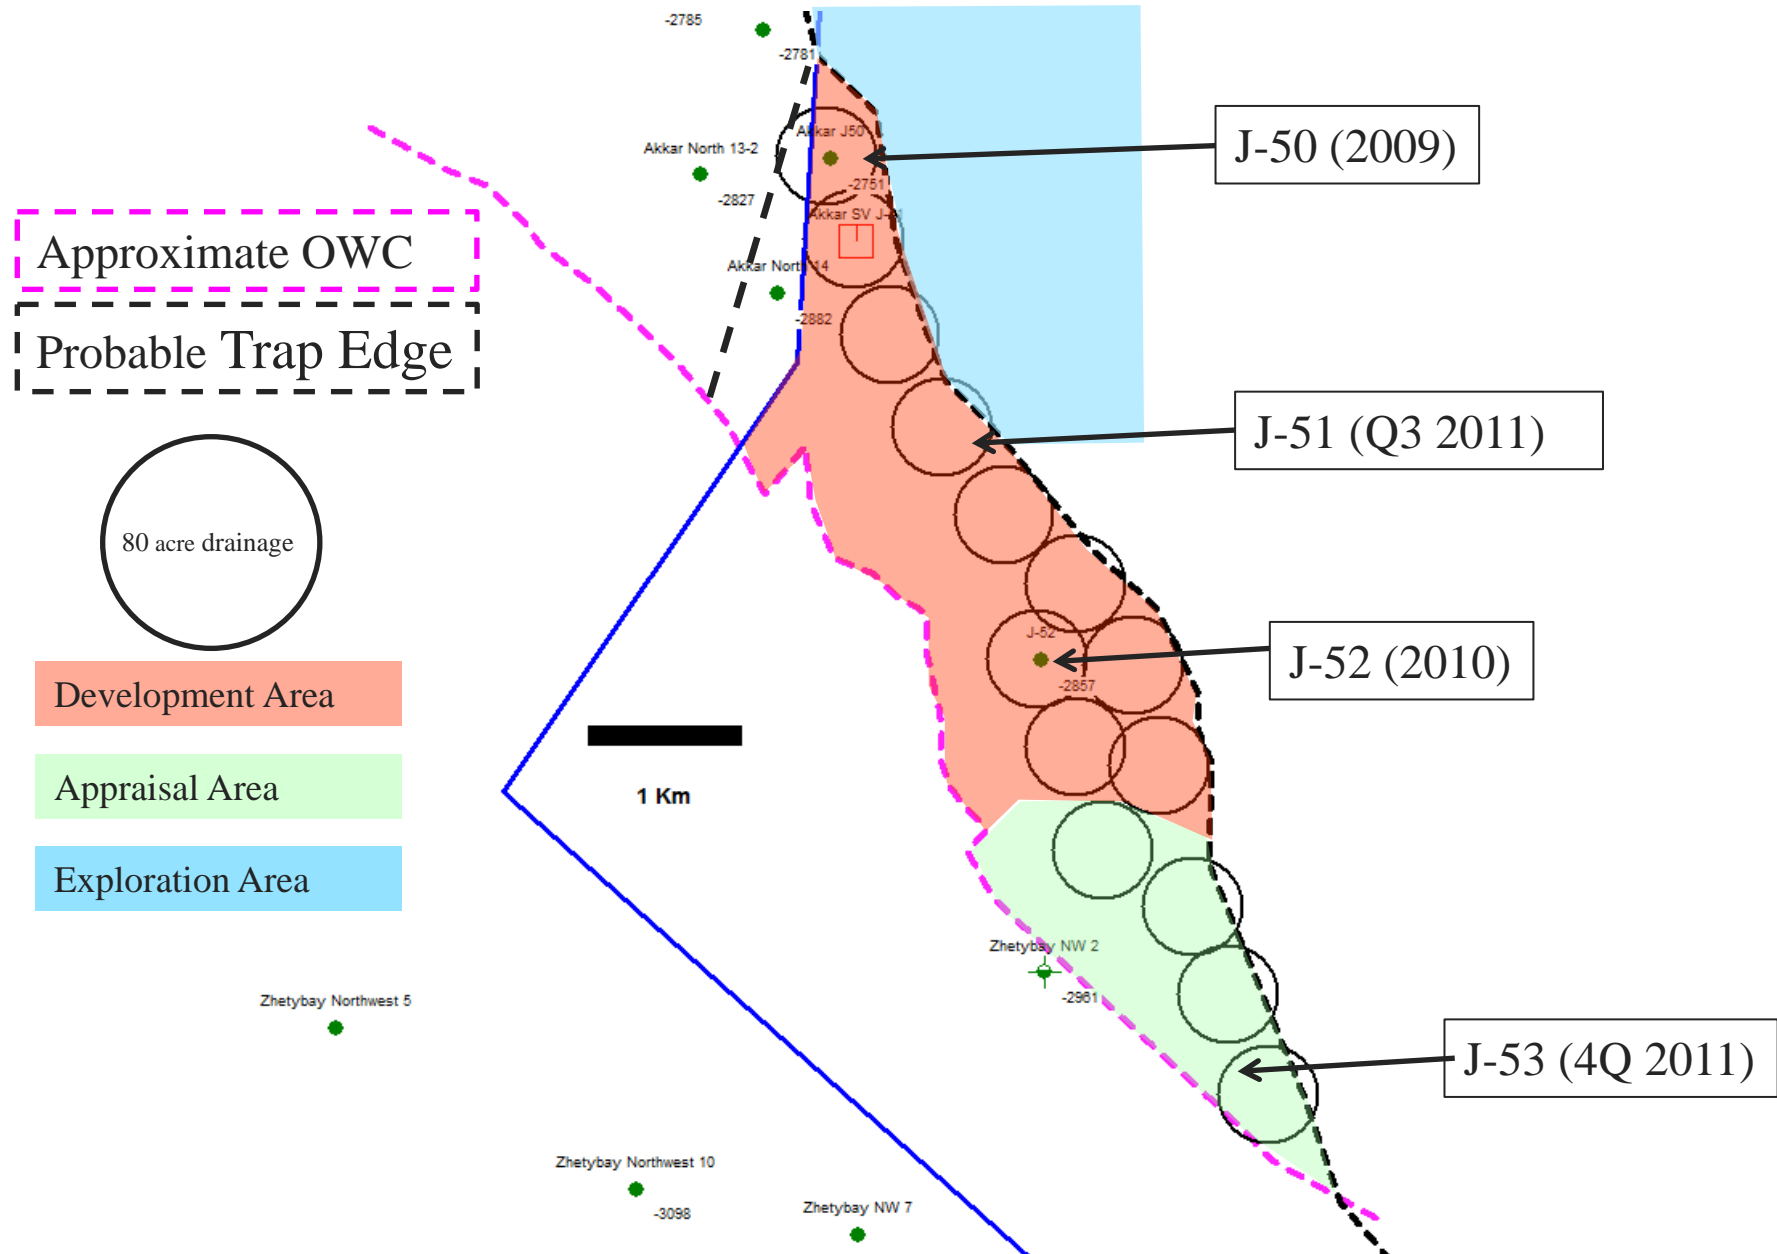 -2785
-2781
Akkar J50
J-50 (2009)
Akkar North 13-2
-2751
-2827
Akkar SV J-
Approximate OWC
Akkar North 14
-2882
Probable Trap Edge
J-51 (Q3 2011)
80 acre drainage
J-52
J-52 (2010)
-2857
Development Area
Appraisal Area
1 Km
Exploration Area
Zhetybay NW 2
-2961
Zhetybay Northwest 5
J-53 (4Q 2011)
Zhetybay Northwest 10
-3098
Zhetybay NW 7